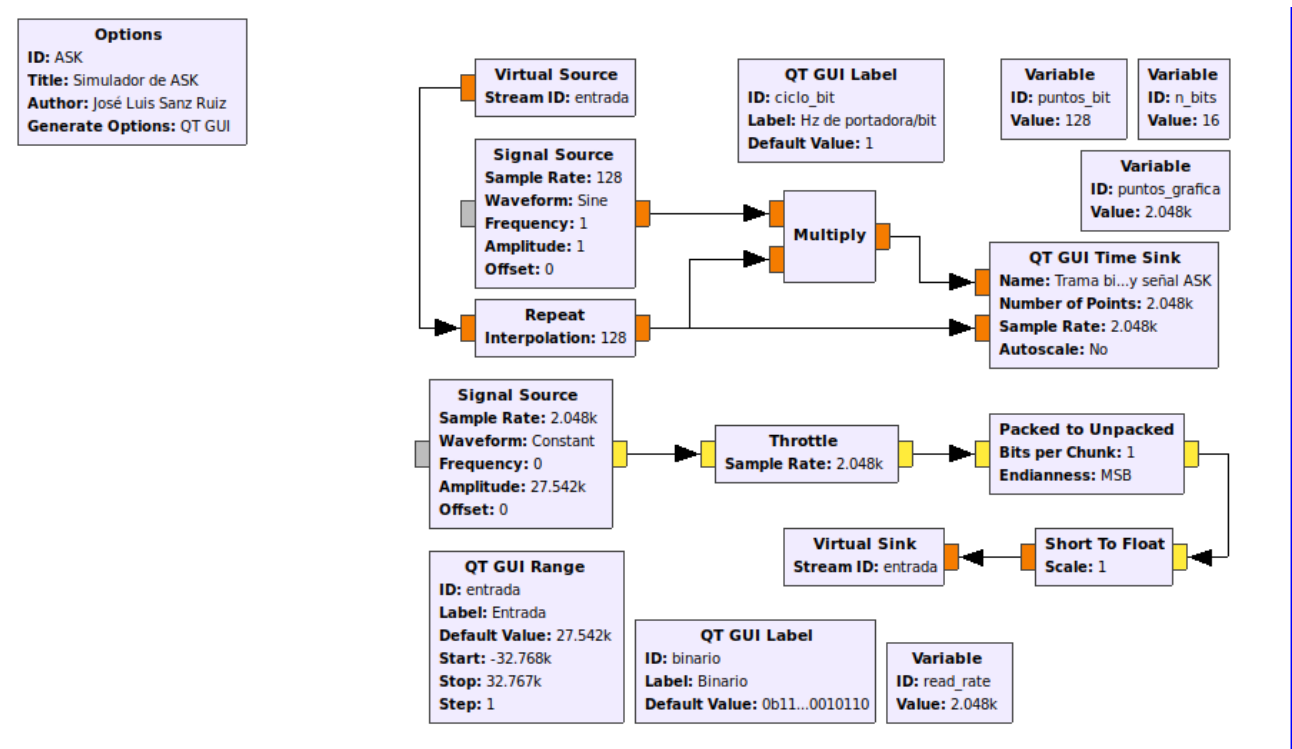 Options
ID: ASK
Title: Simulador de ASK
Author: José Luis Sanz Ruiz
Generate Options: QT GUI
Virtual Source
Stream ID: entrada
QT GUI Label
ID: ciclo_bit
Label: Hz de portadora/bit
Default Value: 1
Variable
ID: puntos_bit
Value: 128
Variable
ID: n_bits
Value: 16
Variable
ID: puntos_grafica
Value: 2.048k
Signal Source
Sample Rate: 128
Waveform: Sine
Frequency: 1
Amplitude: 1
Offset: 0
Multiply
Repeat
Interpolation: 128
QT GUI Time Sink
Name: Trama bi...y señal ASK
Number of Points: 2.048k
Sample Rate: 2.048k
Autoscale: No
Signal Source
Sample Rate: 2.048k
Waveform: Constant
Frequency: 0
Amplitude: 27.542k
Offset: 0
Throttle
Sample Rate: 2.048k
Packed to Unpacked
Bits per Chunk: 1
Endianness: MSB
Virtual Sink
Stream ID: entrada
Short To Float
Scale: 1
QT GUI Range
ID: entrada
Label: Entrada
Default Value: 27.542k
Start: -32.768k
Stop: 32.767k
Step: 1
QT GUI Label
ID: binario
Label: Binario
Default Value: 0b11...0010110
Variable
ID: read_rate
Value: 2.048k